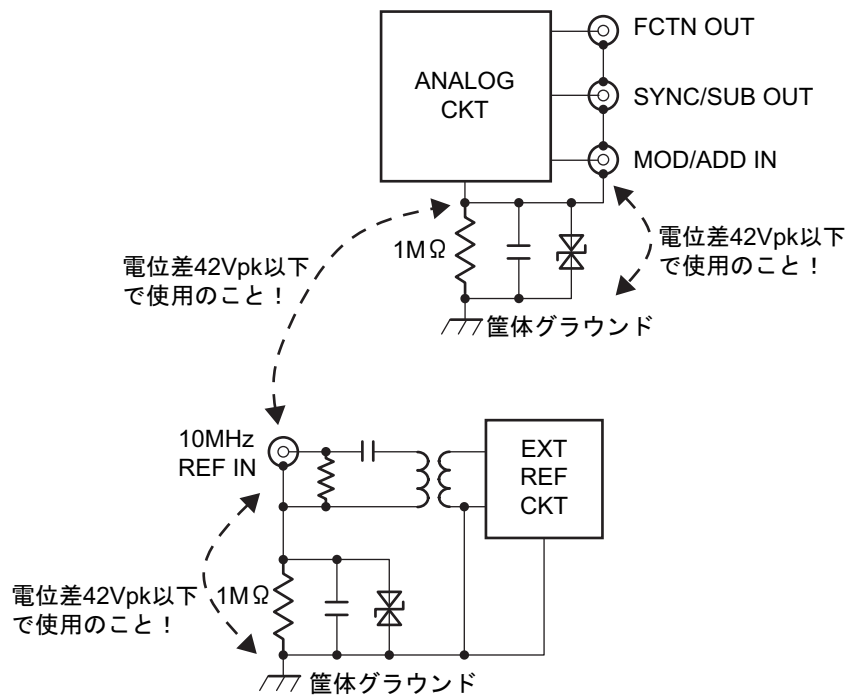 FCTN OUT
ANALOG
CKT
SYNC/SUB OUT
MOD/ADD IN
1MΩ
電位差42Vpk以下
で使用のこと！
電位差42Vpk以下
で使用のこと！
筐体グラウンド
10MHz
REF IN
EXT
REF
CKT
電位差42Vpk以下
で使用のこと！
1MΩ
筐体グラウンド